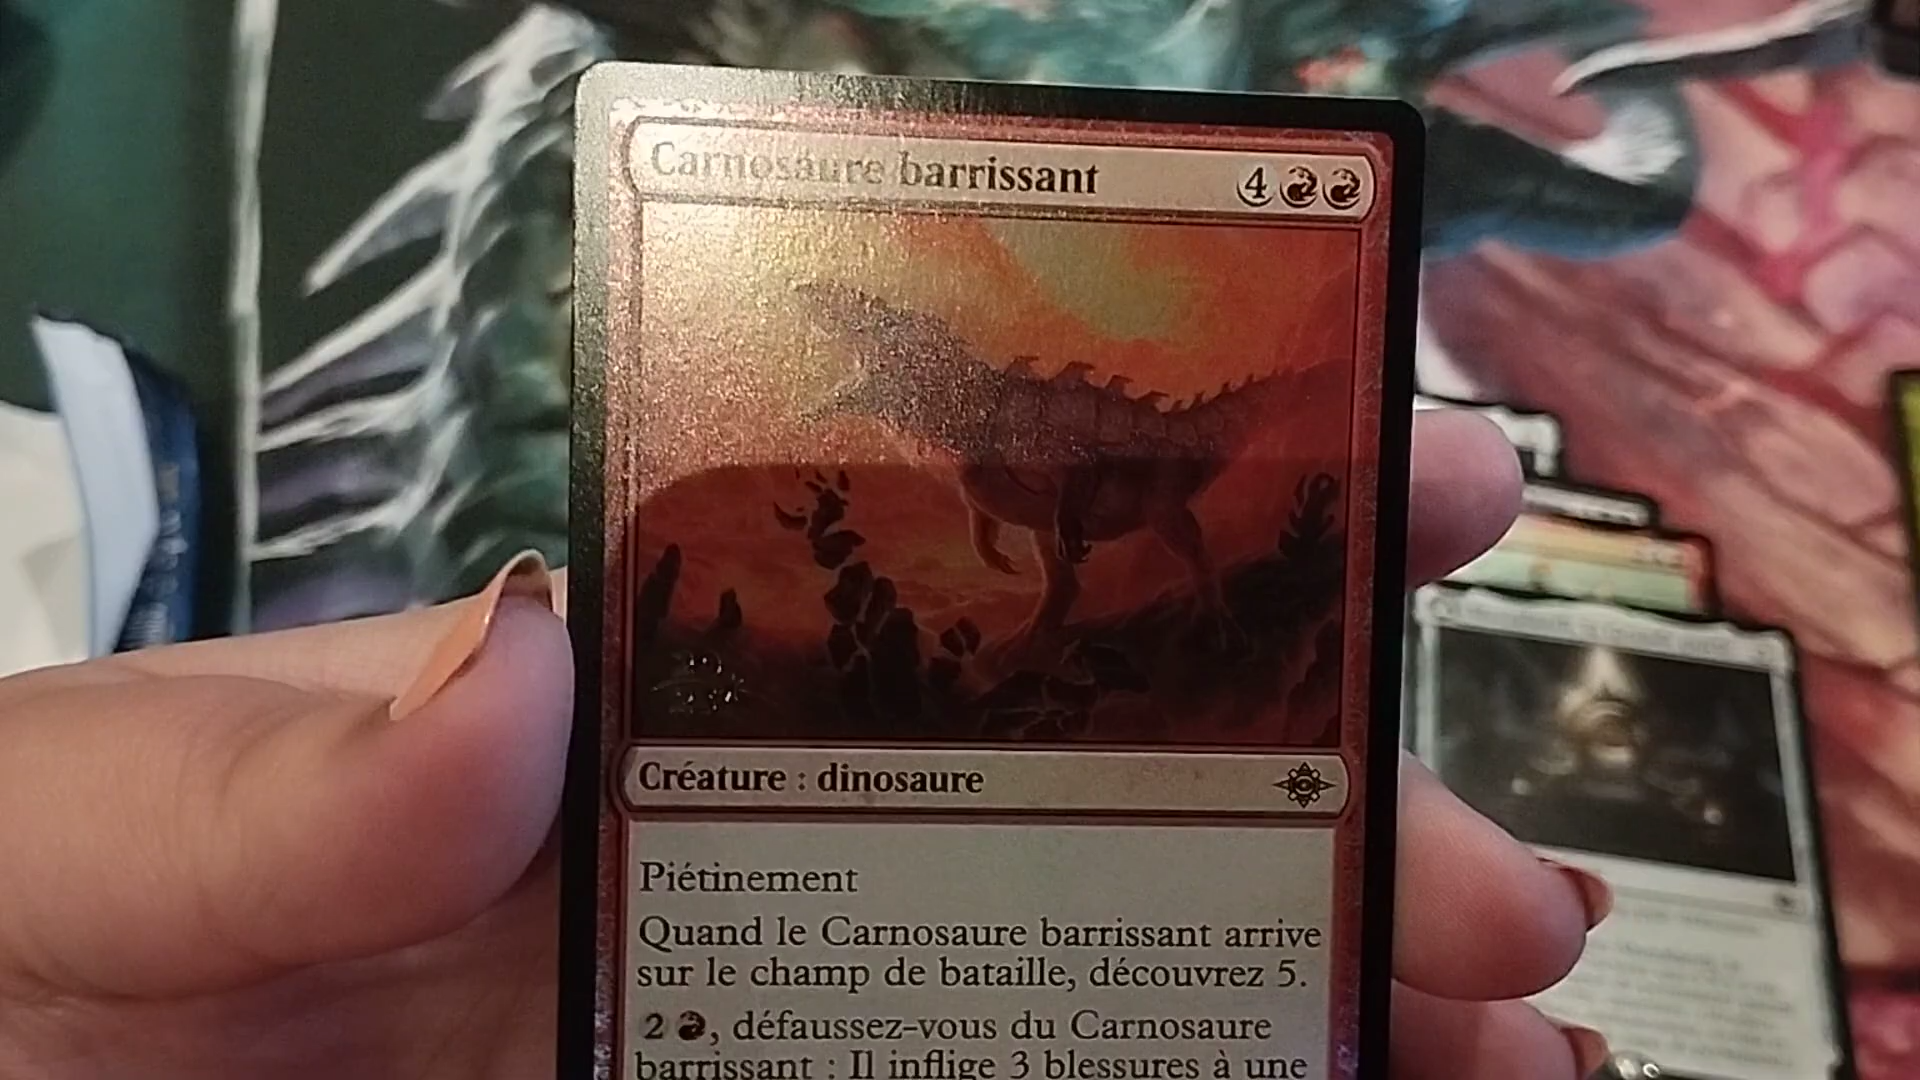 Carnosaure barrissant
4
Créature : dinosaure
Piétinement
Quand le Carnosaure barrissant arrive
sur le champ de bataille, découvrez 5.
2 , défaussez-vous du Carnosaure
barrissant : Il inflige 3 blessures à une